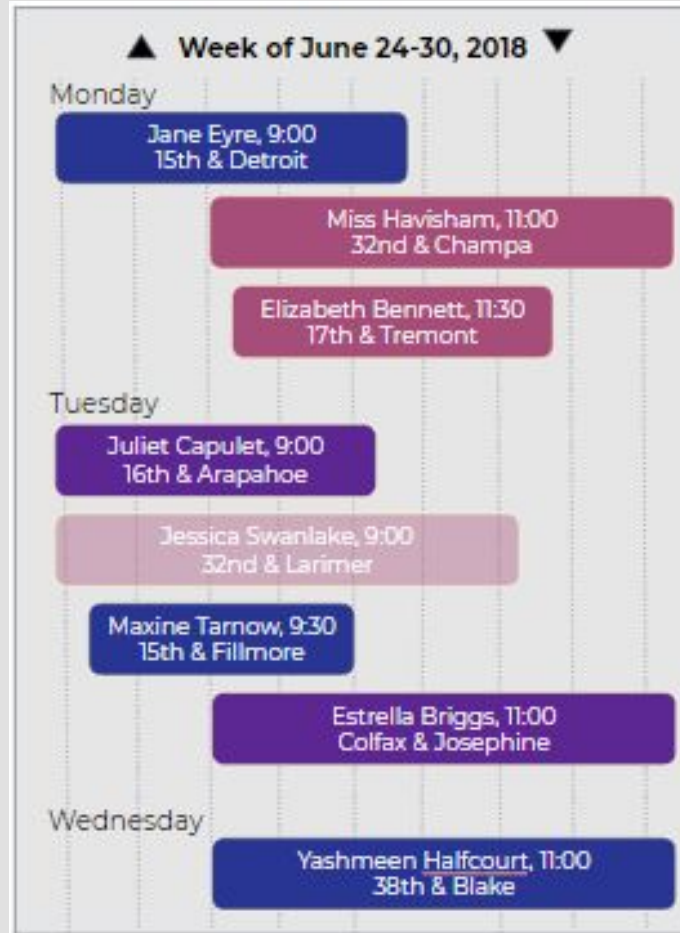 ▲ Week of June 24-30, 2018 ▼
Monday
Jane Eyre, 9:00
15th & Detroit
Miss Havisham, 11:00
32nd & Champa
Elizabeth Bennett, 11:30
17th & Tremont
Tuesday
Juliet Capulet, 9:00
16th & Arapahoe
Jessica Swanlake, 9:00
32nd & Larimer
Maxine Tarnow, 9:30
15th & Fillmore
Estrella Briggs, 11:00
Colfax & Josephine
Wednesday
Yashmeen Halfcourt, 11:00
38th & Blake